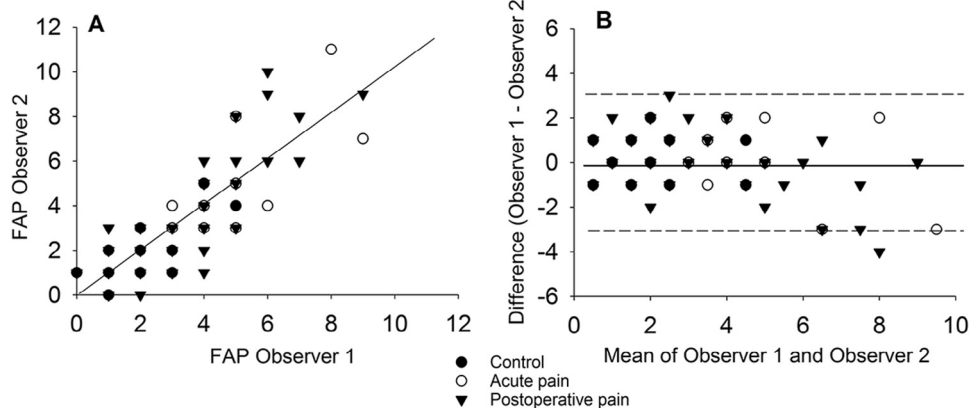 A
12
10
8
6
4
2
0
FAP Observer 2
0 2 4 6 8 10 12
FAP Observer 1
B
6
4
2
0
-2
-4
-6
Difference (Observer 1 - Observer 2
0 2 4 6 8 10
Mean of Observer 1 and Observer 2
Control
Acute pain
Postoperative pain